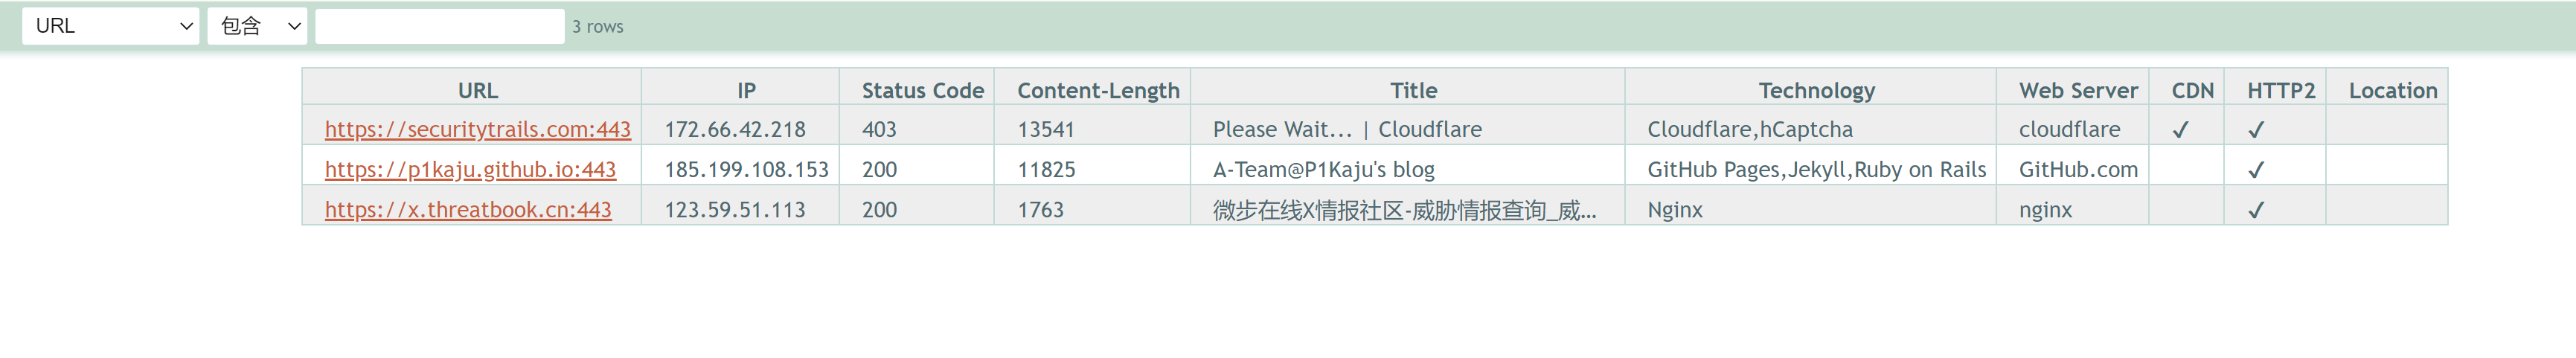 URL 包含 3 rows
URL IP Status Code Content-Length Title Technology Web Server CDN HTTP2 Location
https://securitytrails.com:443 172.66.42.218 403 13541 Please Wait... | Cloudflare Cloudflare,hCaptcha cloudflare ✓ ✓
https://p1kaju.github.io:443 185.199.108.153 200 11825 A-Team@P1Kaju's blog GitHub Pages,Jekyll,Ruby on Rails GitHub.com ✓
https://x.threatbook.cn:443 123.59.51.113 200 1763 微步在线X情报社区-威胁情报查询_威... Nginx nginx ✓